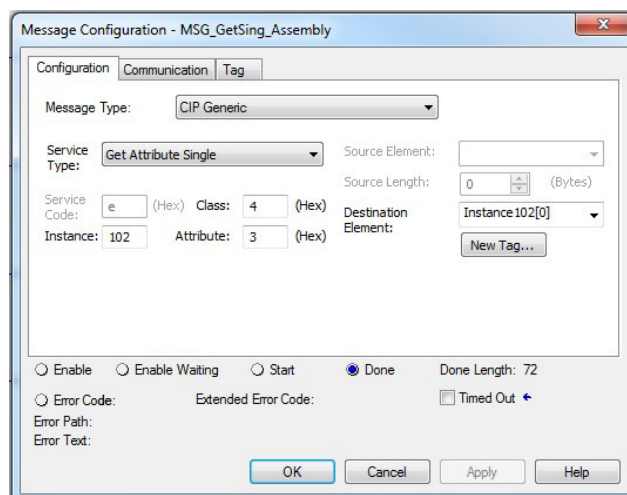 Message Configuration - MSG_GetSing_Assembly
x
Configuration Communication Tag
Message Type: CIP Generic
Service Type: Get Attribute Single
Source Element:
Source Length: 0 (Bytes)
Service Code: e (Hex) Class: 4 (Hex)
Destination Element: Instance102[0]
Instance: 102 Attribute: 3 (Hex)
New Tag...
Enable Enable Waiting Start Done Done Length: 72
Error Code: Extended Error Code: Timed Out ←
Error Path:
Error Text:
OK Cancel Apply Help